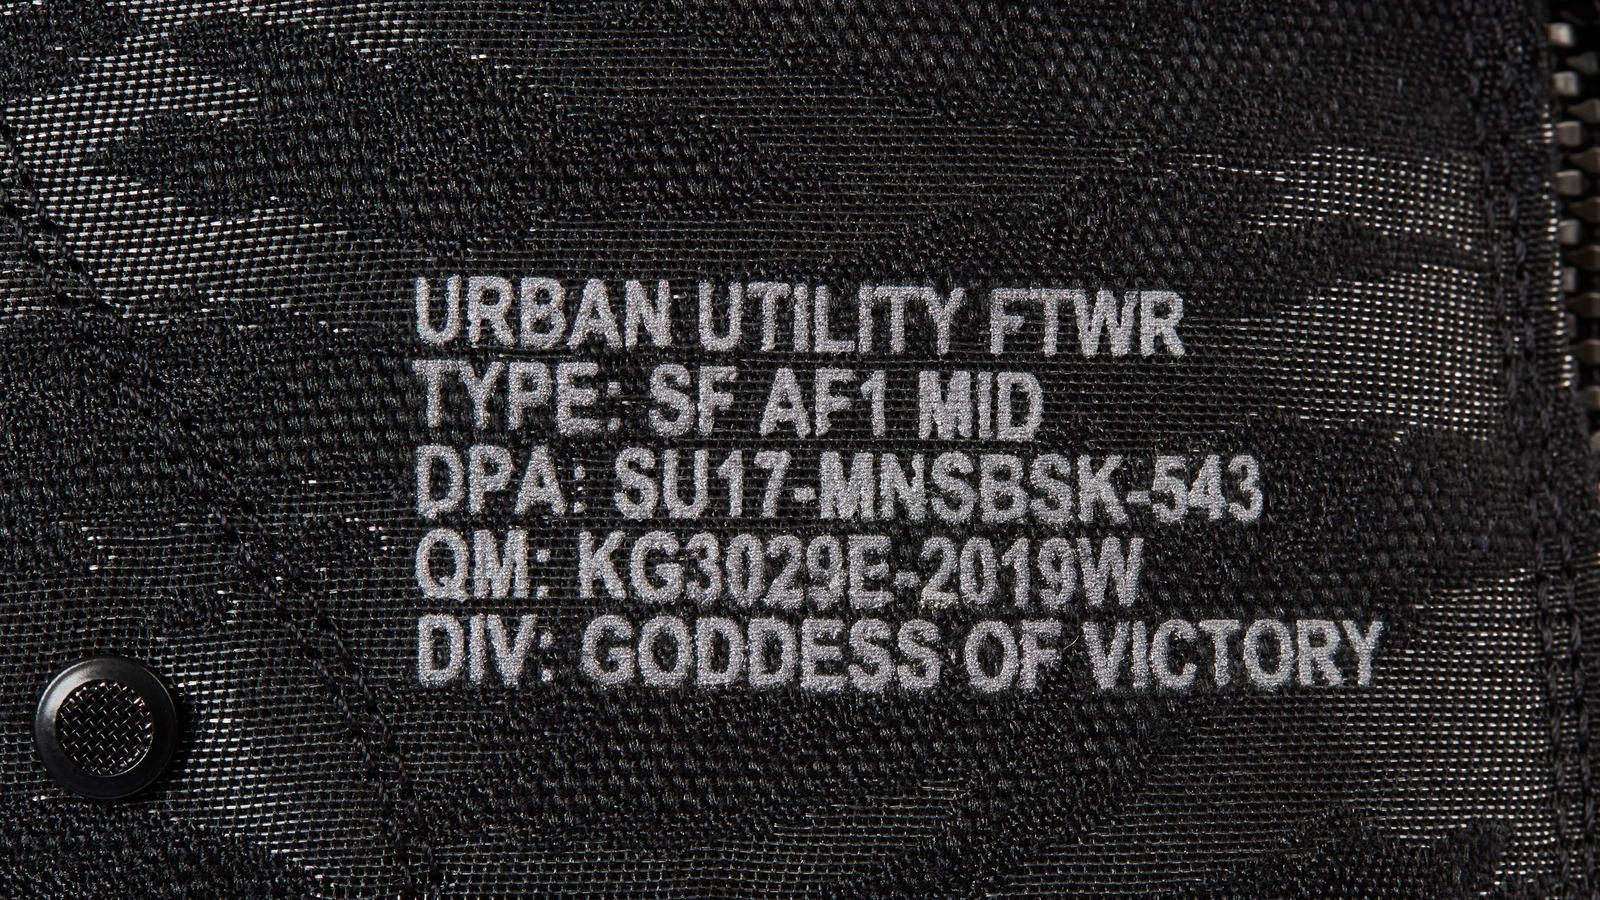 URBAN UTILITY FTWR
TYPE: SF AF1 MID
DPA: SU17-MNSBSK-543
QM: KG3029E-2019W
DIV: GODDESS OF VICTORY